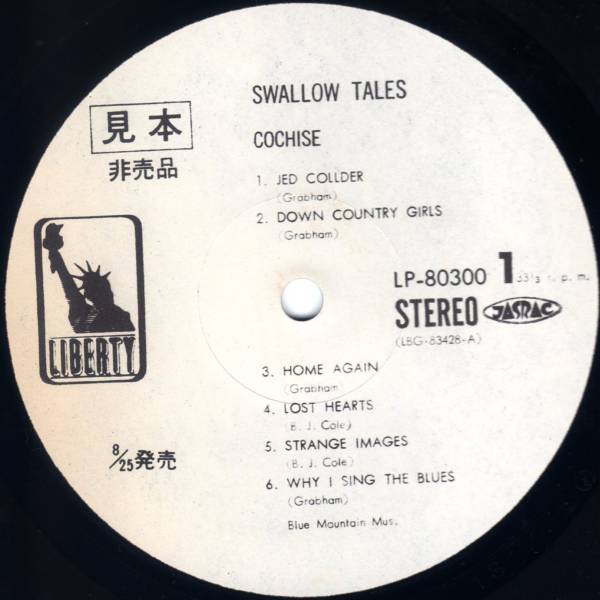 SWALLOW TALES
見本
COCHISE
非売品
1. JED COLLDER
(Grabham)
2. DOWN COUNTRY GIRLS
(Grabham)
LP-80300 1 33⅓ r. p. m.
STEREO JASRAC
(LBG-83428-A)
LIBERTY
3. HOME AGAIN
(Grabham)
4. LOST HEARTS
(B. J. Cole)
5. STRANGE IMAGES
(B. J. Cole)
8/25発売
6. WHY I SING THE BLUES
(Grabham)
Blue Mountain Mus.